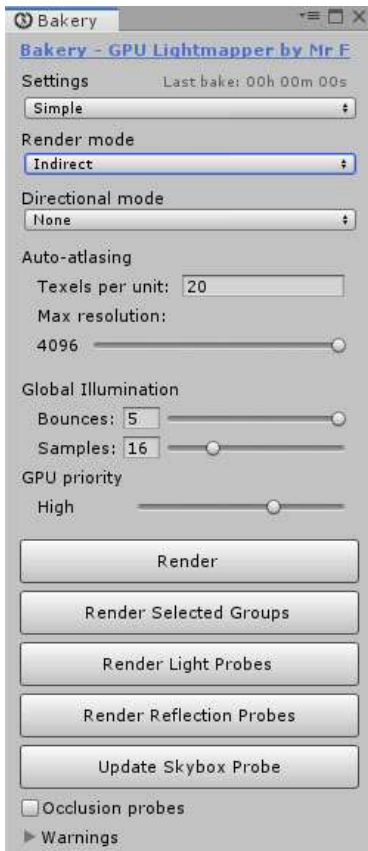 Bakery
Bakery - GPU Lightmapper by Mr F
Settings Last bake: 00h 00m 00s
Simple
Render mode
Indirect
Directional mode
None
Auto-atlasing
Texels per unit: 20
Max resolution:
4096
Global Illumination
Bounces: 5
Samples: 16
GPU priority
High
Render
Render Selected Groups
Render Light Probes
Render Reflection Probes
Update Skybox Probe
Occlusion probes
Warnings